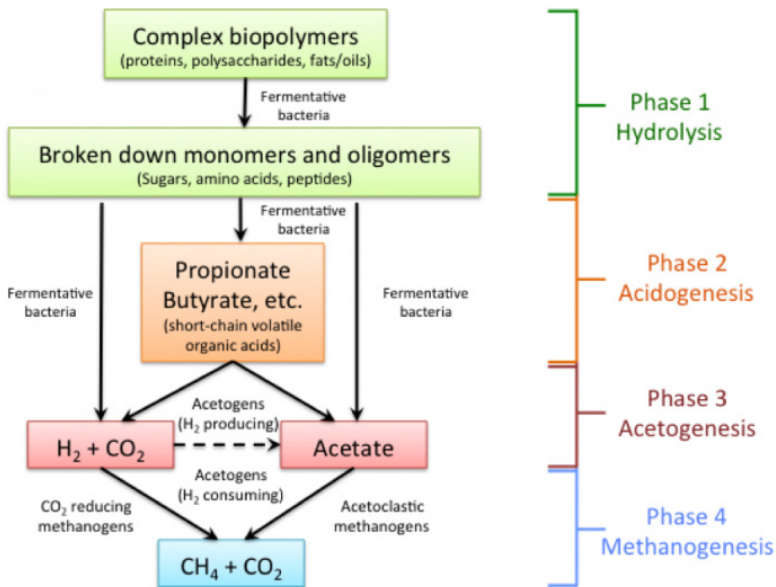 Complex biopolymers
(proteins, polysaccharides, fats/oils)
Fermentative
bacteria
Phase 1
Hydrolysis
Broken down monomers and oligomers
(Sugars, amino acids, peptides)
Fermentative
bacteria
Propionate
Butyrate, etc.
(short-chain volatile
organic acids)
Fermentative
bacteria
Fermentative
bacteria
Phase 2
Acidogenesis
Acetogens
(H₂ producing)
H₂ + CO₂
Acetate
Phase 3
Acetogenesis
Acetogens
(H₂ consuming)
CO₂ reducing
methanogens
Acetoclastic
methanogens
CH₄ + CO₂
Phase 4
Methanogenesis